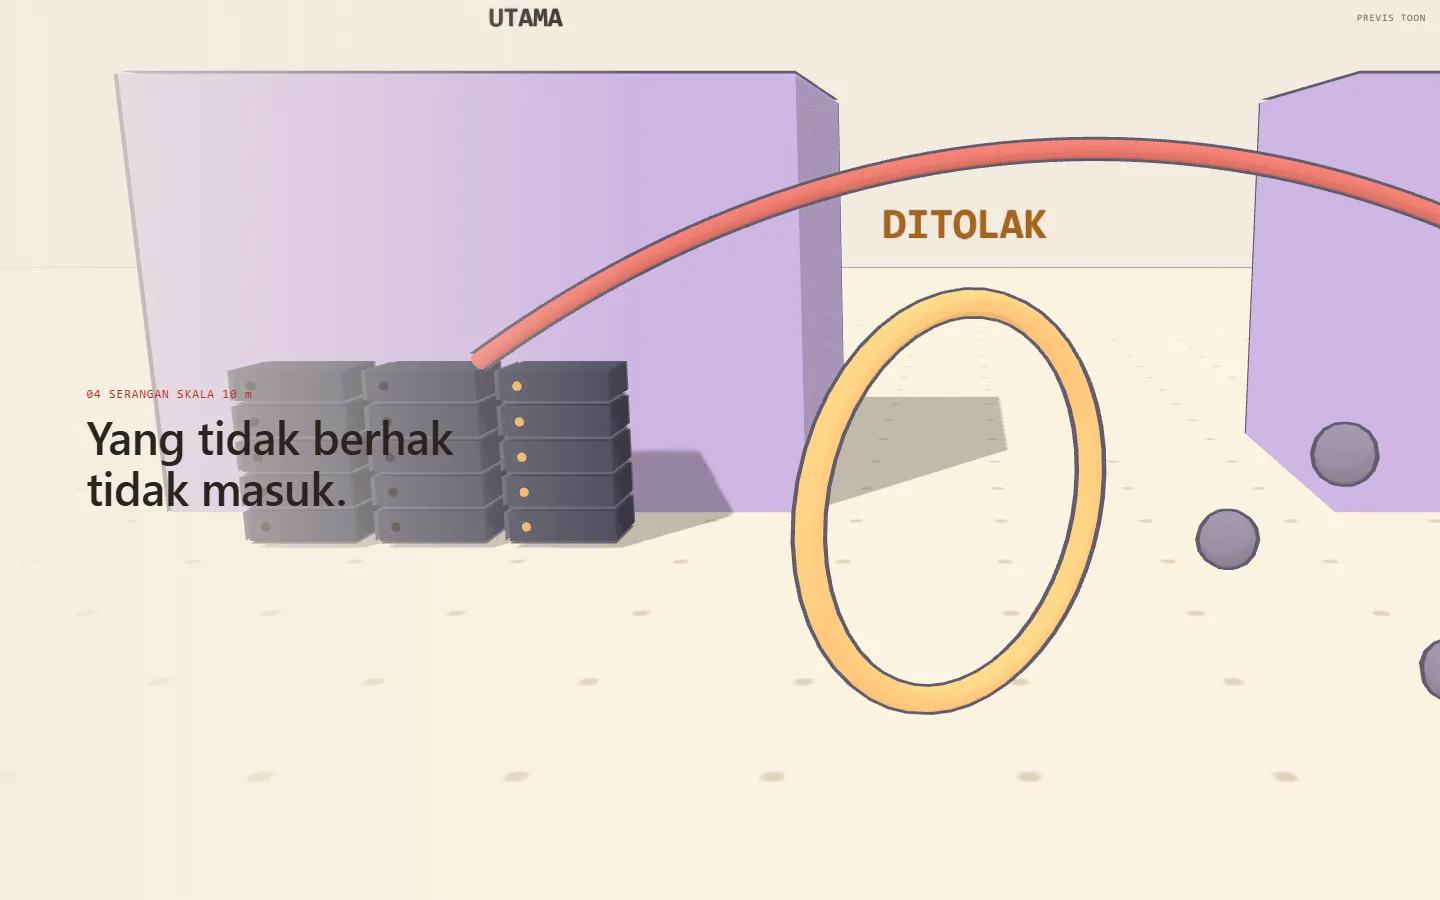 UTAMA
PREVIS TOON
DITOLAK
04 SERANGAN SKALA 10 m
Yang tidak berhak
tidak masuk.